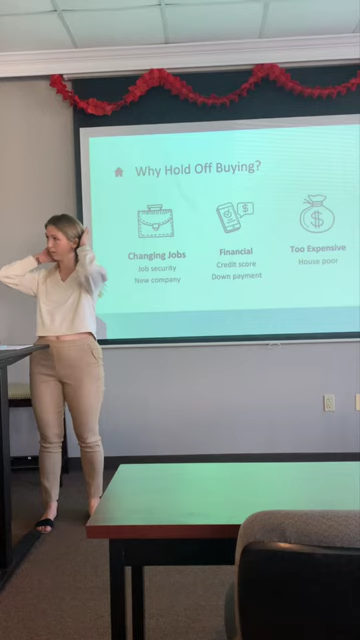 Why Hold Off Buying?
Changing Jobs
Job security
New company
$
Financial
Credit score
Down payment
$
Too Expensive
House poor